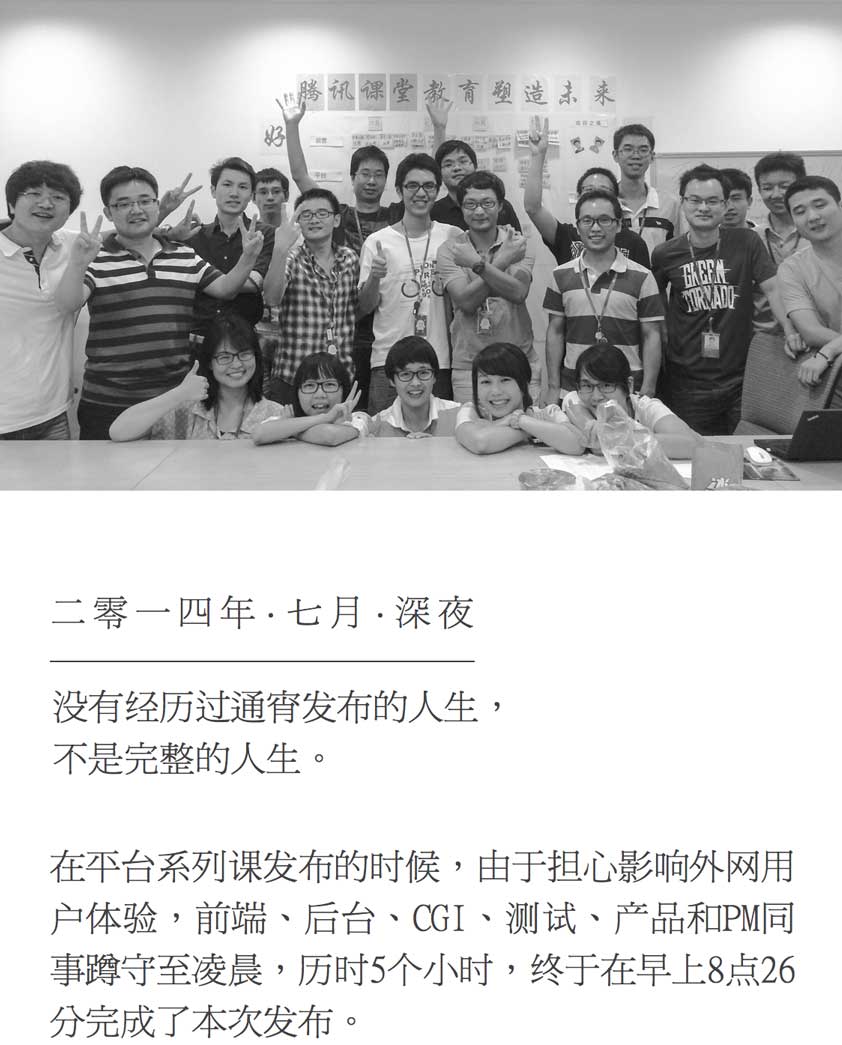 腾讯课堂教育塑造未来
好
前台
平台
GREEN
TORNADO
二零一四年·七月·深夜
没有经历过通宵发布的人生，
不是完整的人生。
在平台系列课发布的时候，由于担心影响外网用
户体验，前端、后台、CGI、测试、产品和PM同
事蹲守至凌晨，历时5个小时，终于在早上8点26
分完成了本次发布。